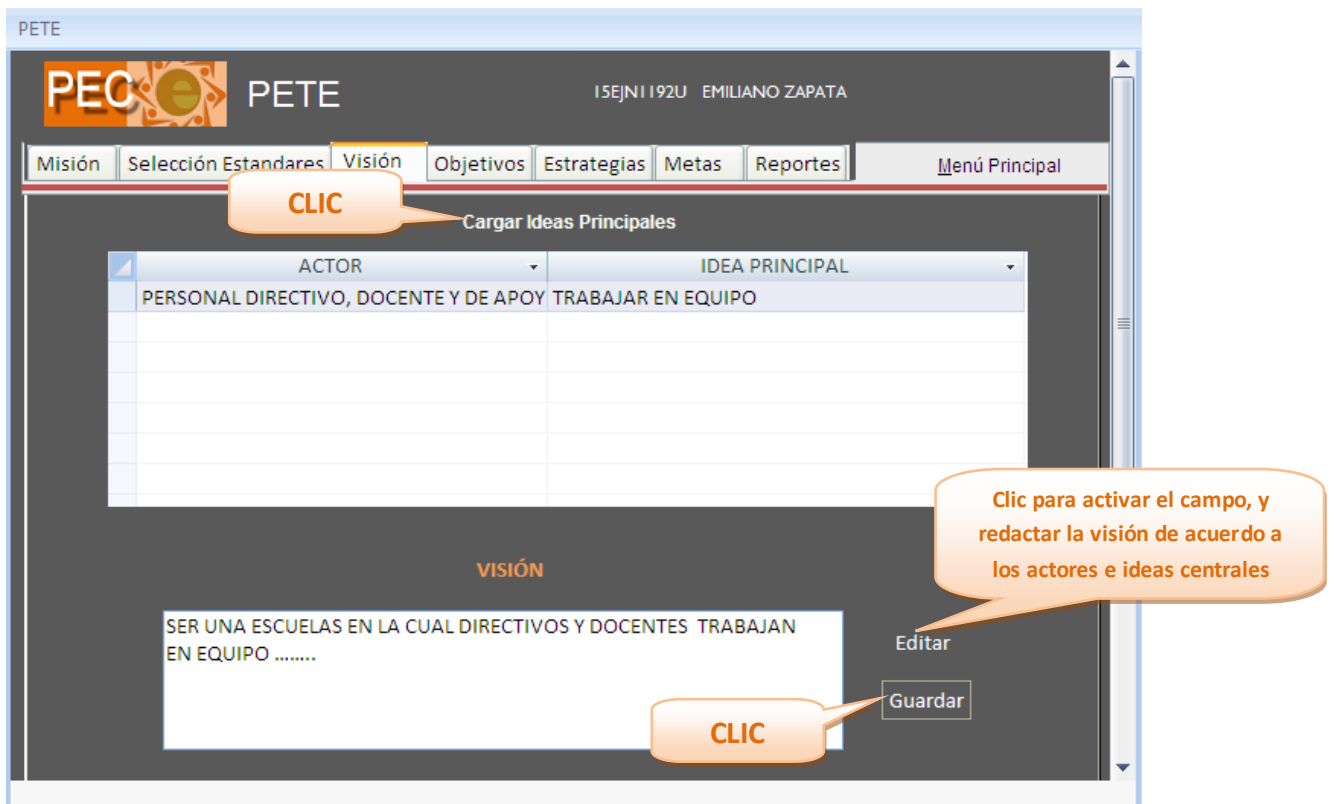 PETE
PEC e PETE 15EJN1192U EMILIANO ZAPATA
Misión Selección Estandares Visión Objetivos Estrategias Metas Reportes Menú Principal
CLIC
Cargar Ideas Principales
ACTOR IDEA PRINCIPAL
PERSONAL DIRECTIVO, DOCENTE Y DE APOY TRABAJAR EN EQUIPO
Clic para activar el campo, y
redactar la visión de acuerdo a
los actores e ideas centrales
VISIÓN
SER UNA ESCUELAS EN LA CUAL DIRECTIVOS Y DOCENTES TRABAJAN
EN EQUIPO ........
Editar
Guardar
CLIC